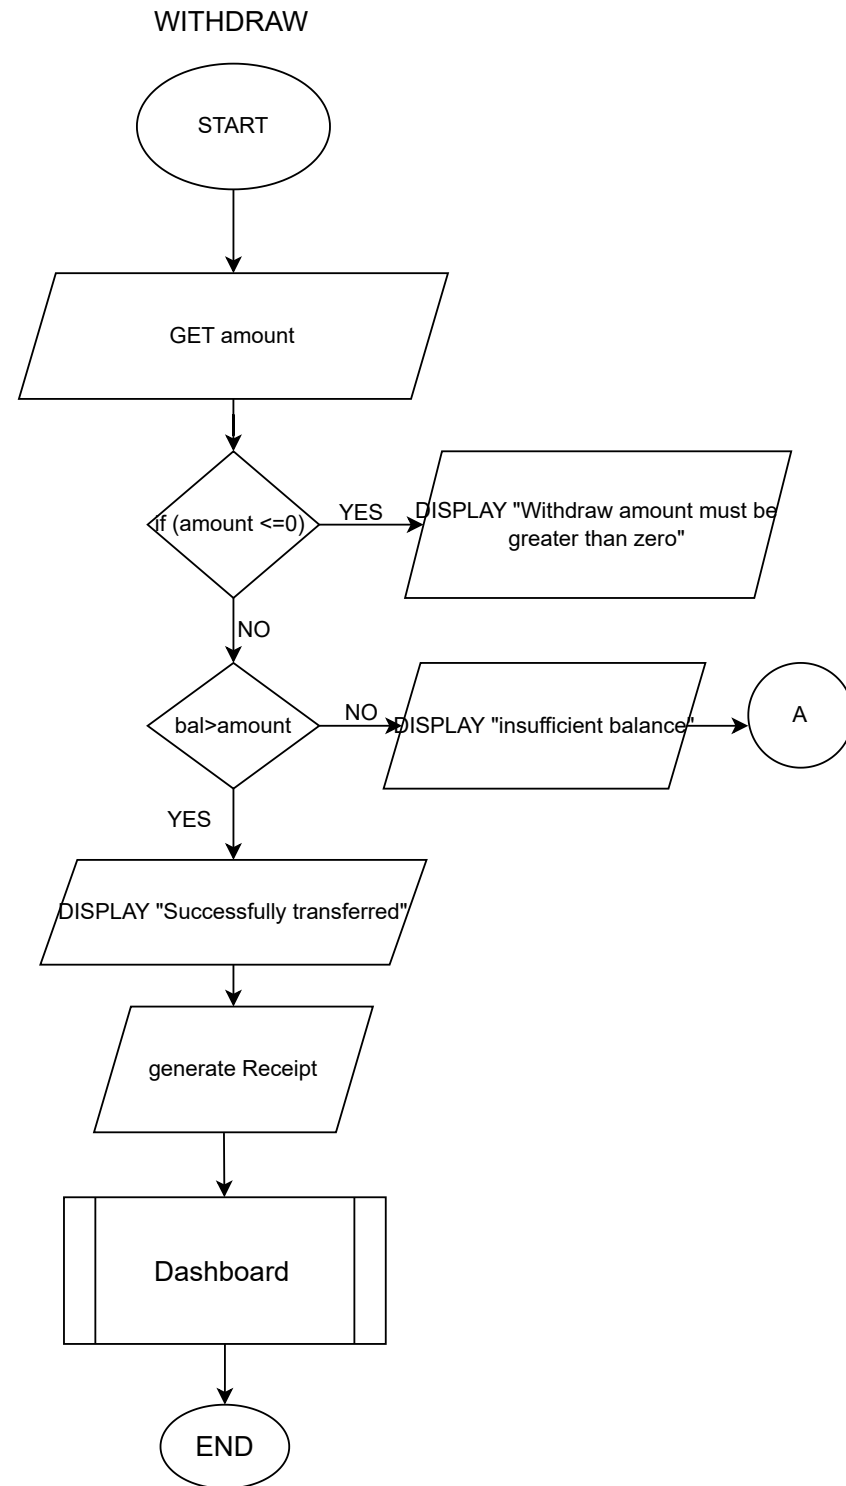 WITHDRAW
START
GET amount
if (amount <=0)
YES
DISPLAY "Withdraw amount must be
greater than zero"
NO
bal>amount
NO
DISPLAY "insufficient balance"
A
YES
DISPLAY "Successfully transferred"
generate Receipt
Dashboard
END